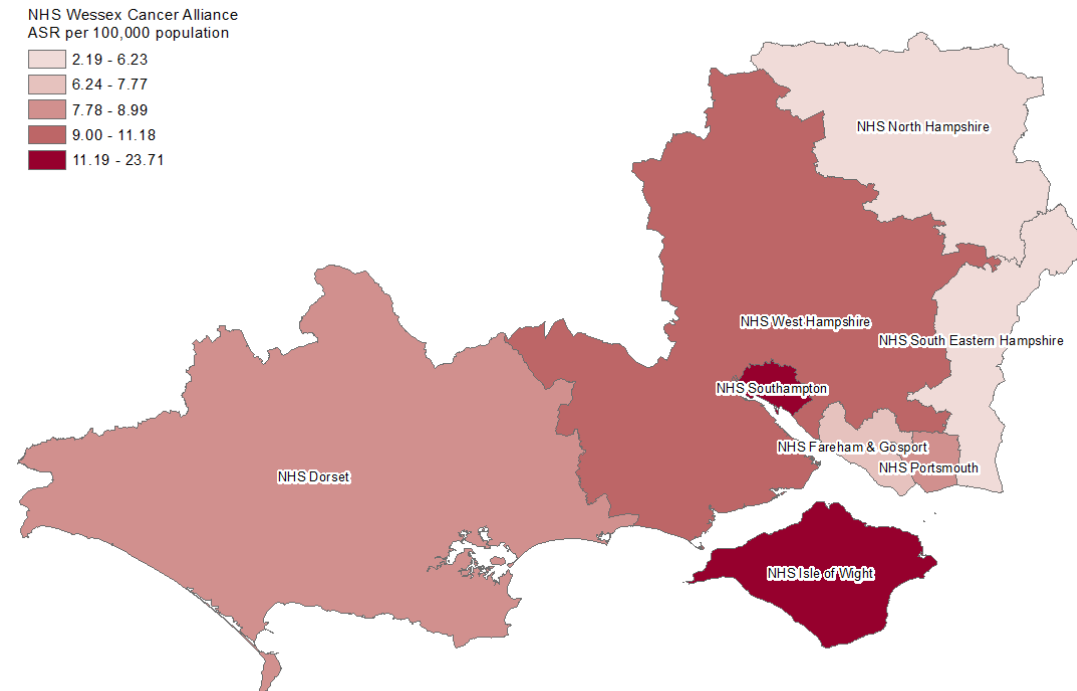 NHS Wessex Cancer Alliance
ASR per 100,000 population
2.19 - 6.23
6.24 - 7.77
7.78 - 8.99
9.00 - 11.18
11.19 - 23.71
NHS North Hampshire
NHS West Hampshire
NHS South Eastern Hampshire
NHS Southampton
NHS Fareham & Gosport
NHS Portsmouth
NHS Dorset
NHS Isle of Wight